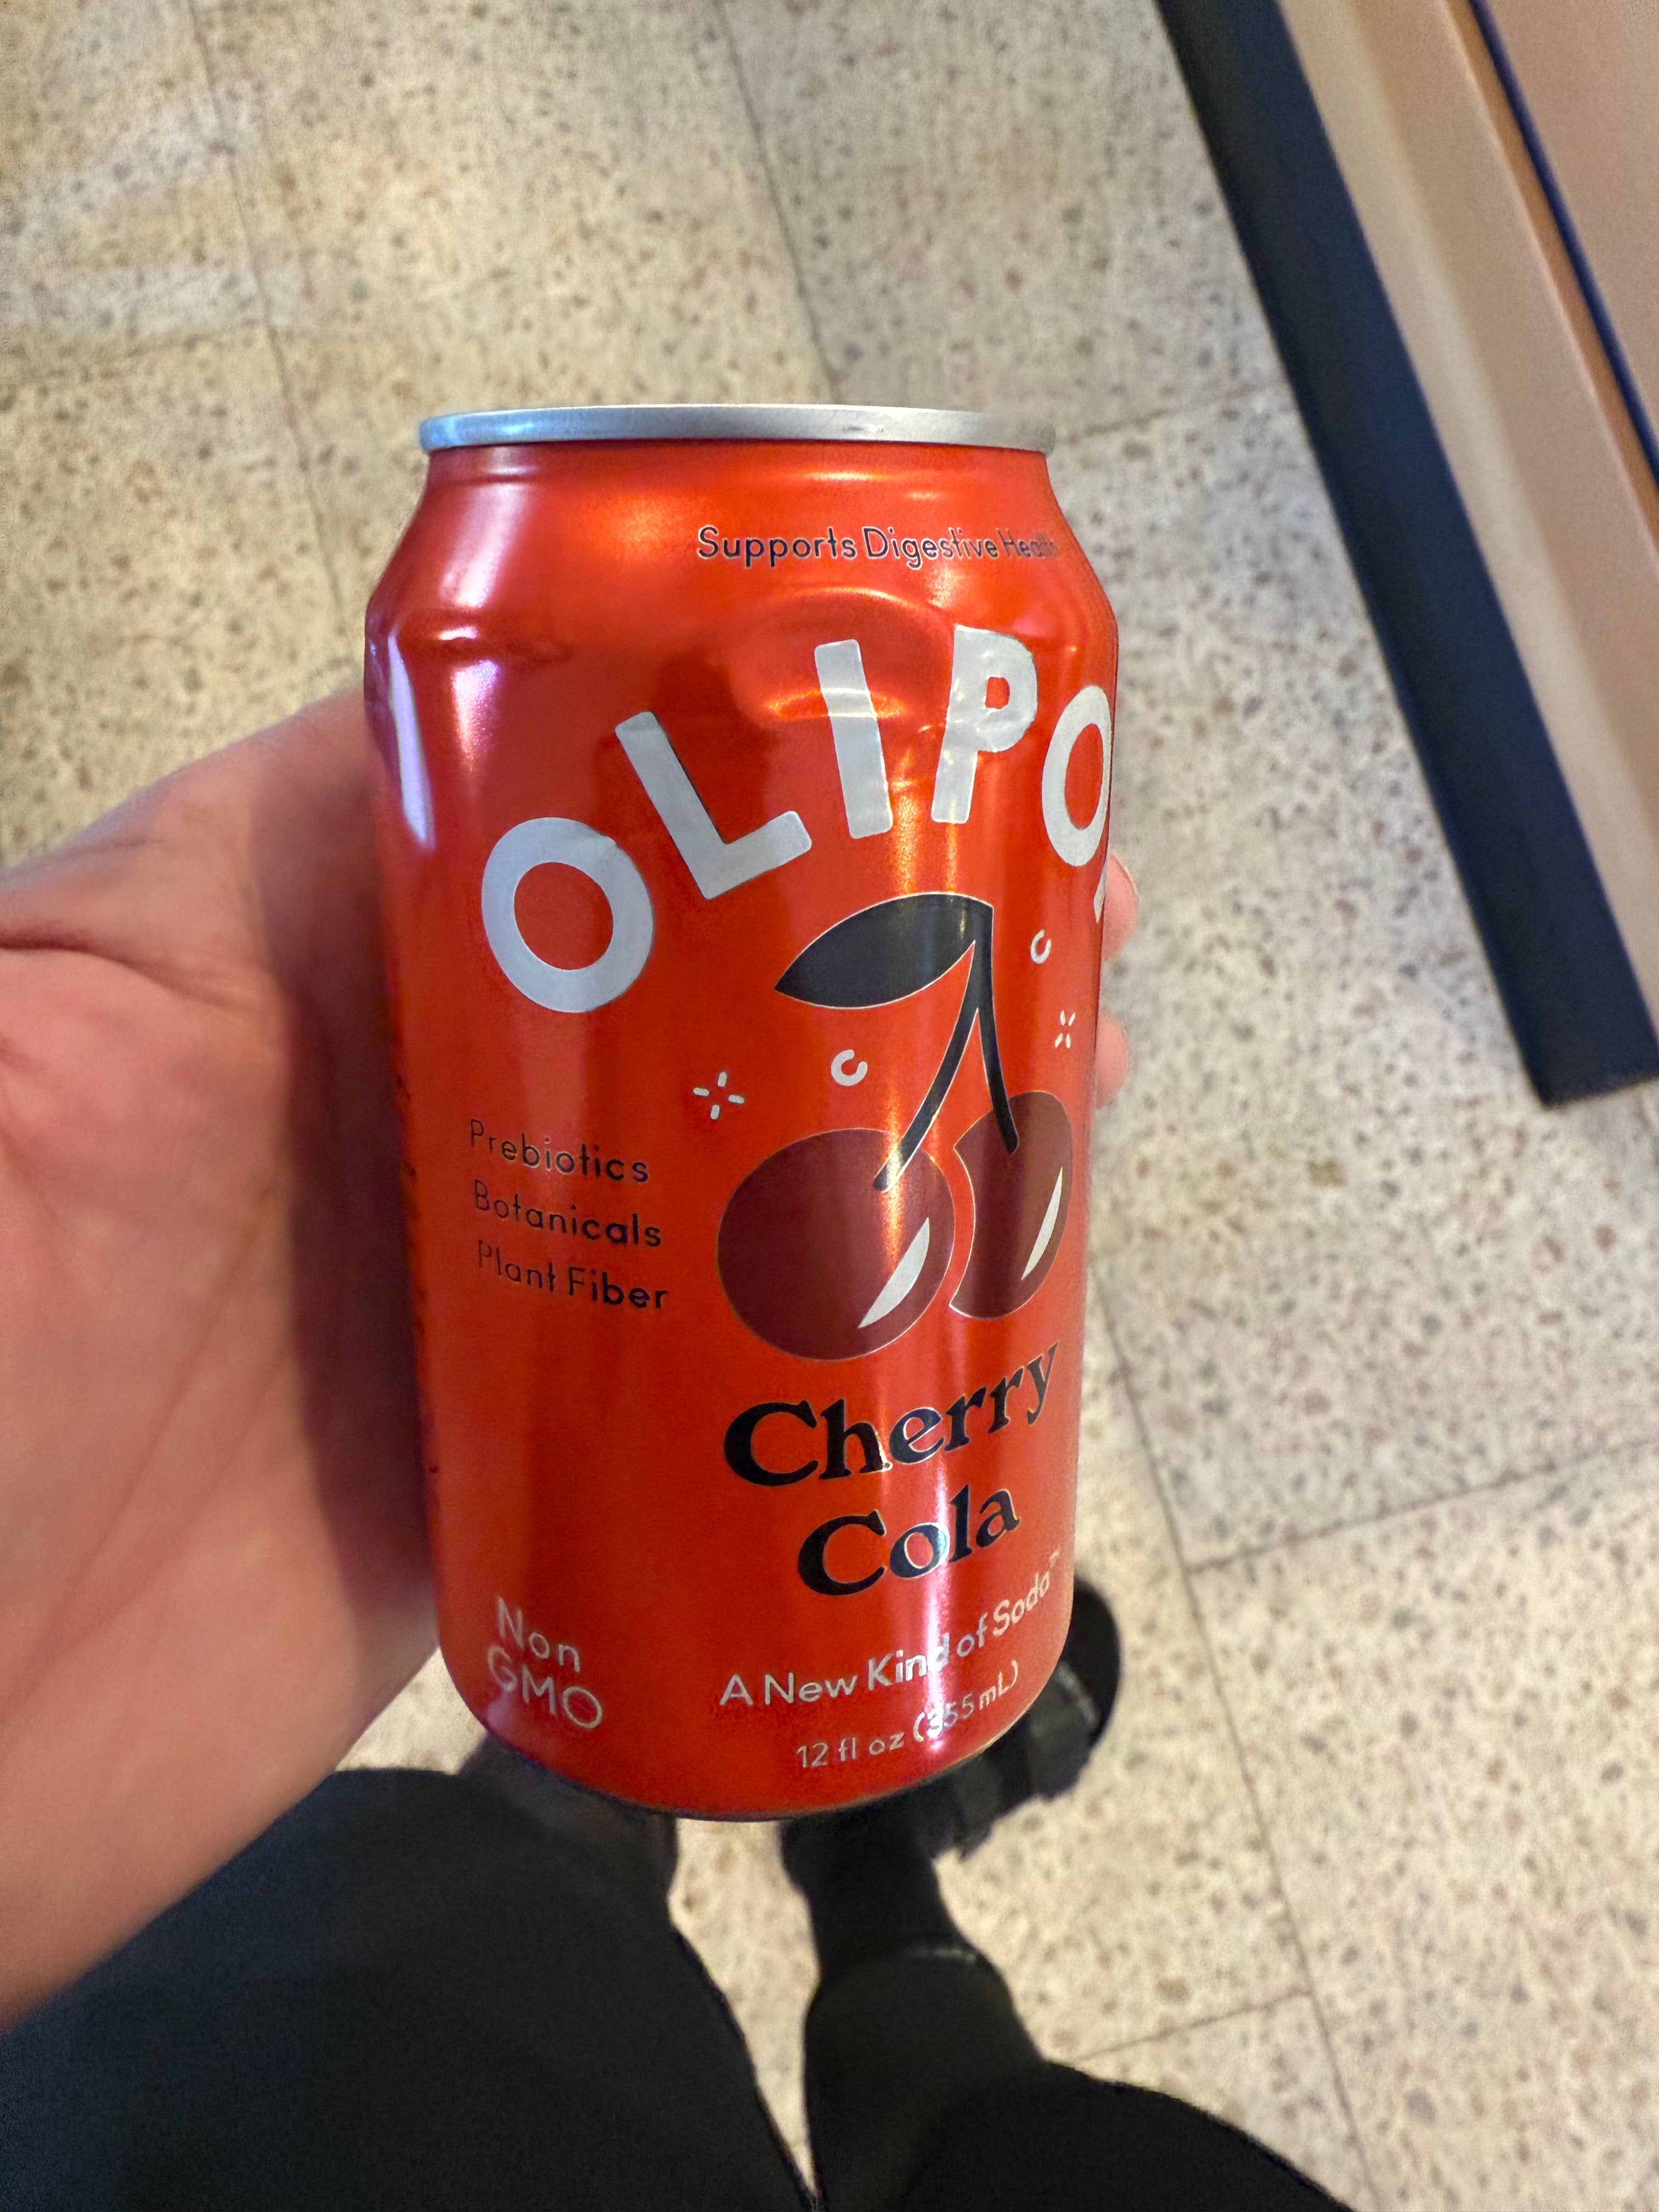 Supports Digestive Health
OLIPO
Prebiotics
Botanicals
Plant Fiber
Cherry
Cola
A New Kind of Soda™
12 fl oz (355 mL)
Non
GMO